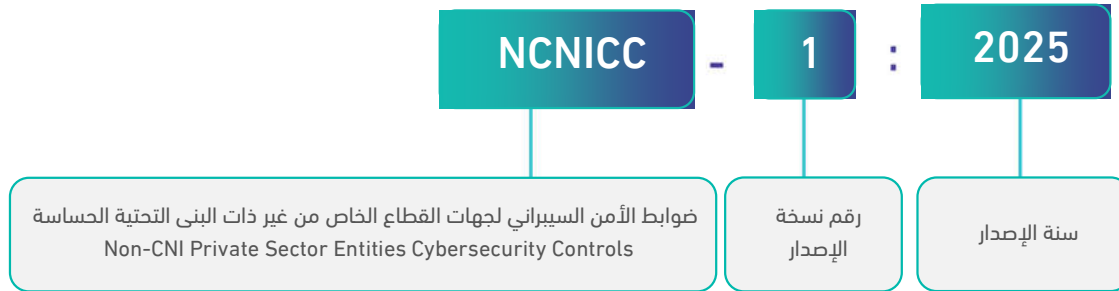 NCNICC - 1 : 2025
ضوابط الأمن السيبراني لجهات القطاع الخاص من غير ذات البنى التحتية الحساسة
Non-CNI Private Sector Entities Cybersecurity Controls
رقم نسخة
الإصدار
سنة الإصدار